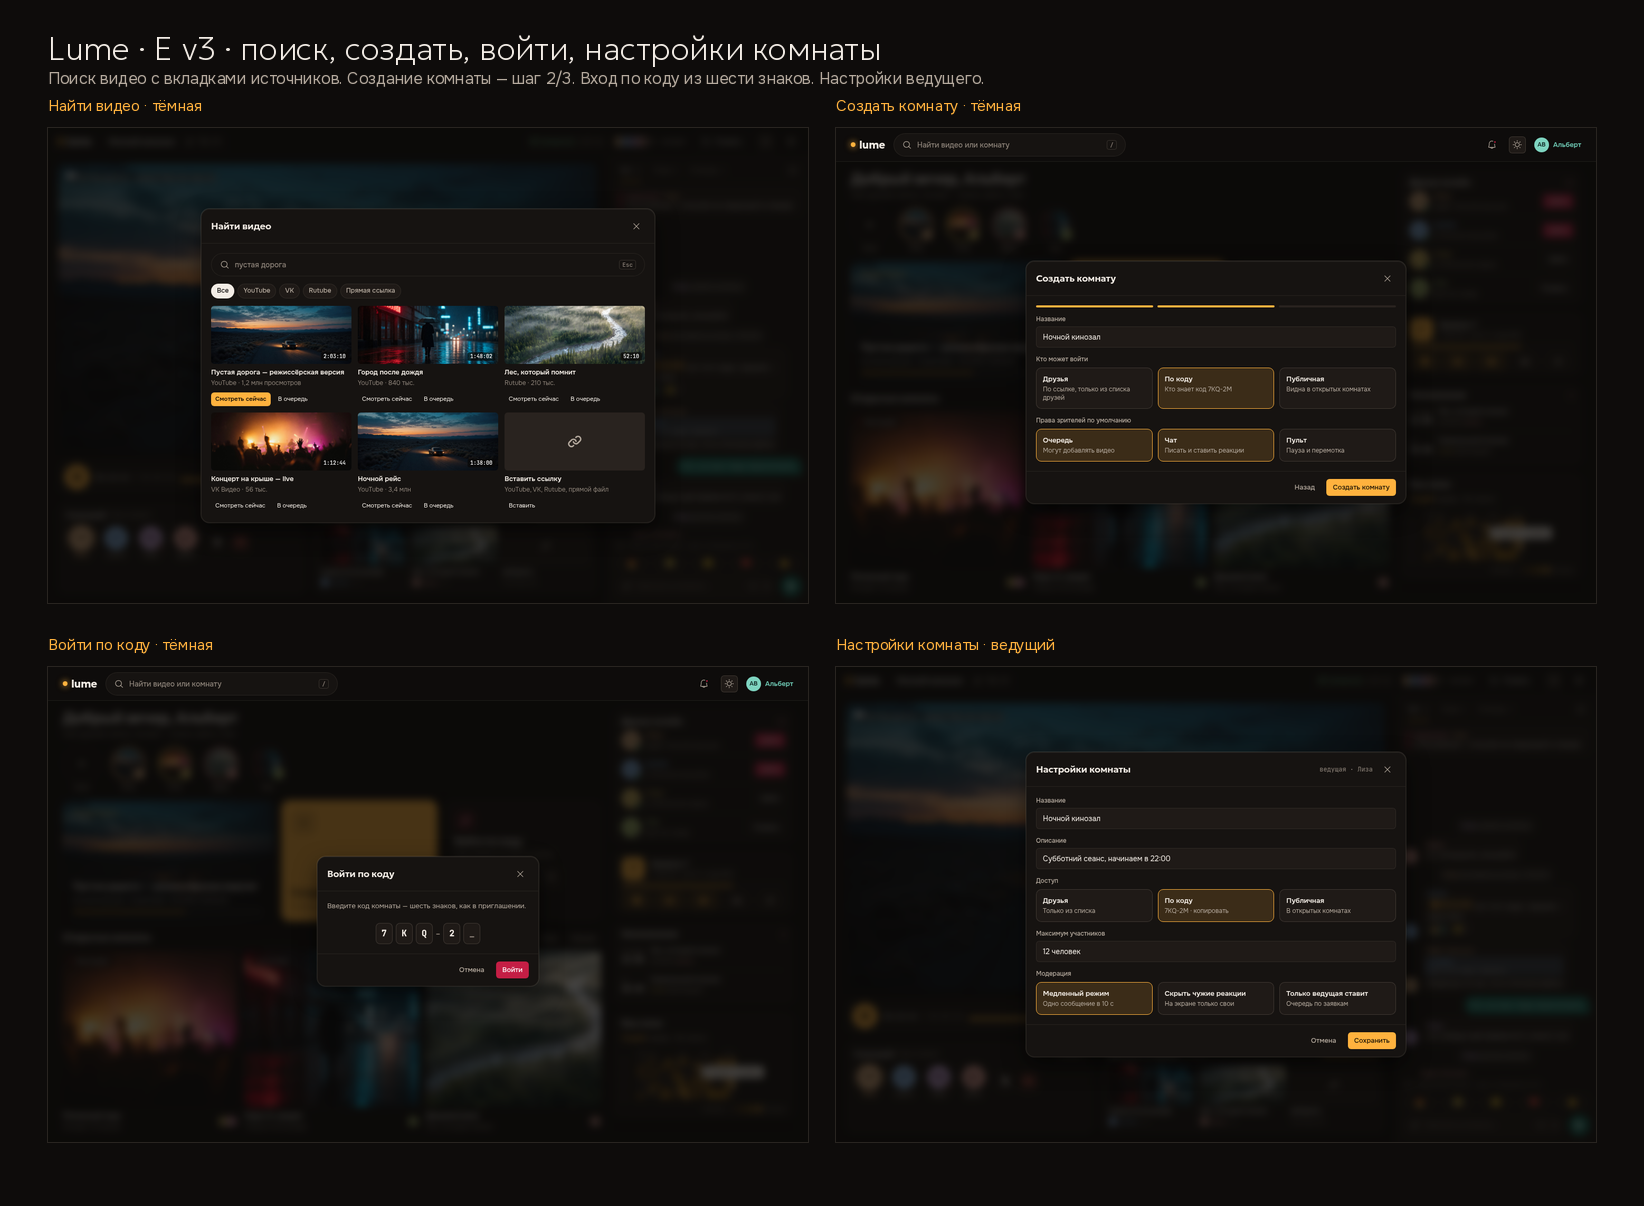 Lume · E v3 · поиск, создать, войти, настройки комнаты
Поиск видео с вкладками источников. Создание комнаты — шаг 2/3. Вход по коду из шести знаков. Настройки ведущего.
Найти видео · тёмная
Найти видео
пустая дорога
Esc
Все YouTube VK Rutube Прямая ссылка
2:03:10 1:48:02 52:10
Пустая дорога — режиссёрская версия Город после дождя Лес, который помнит
YouTube · 1,2 млн просмотров YouTube · 840 тыс. Rutube · 210 тыс.
Смотреть сейчас В очередь Смотреть сейчас В очередь Смотреть сейчас В очередь
1:12:44 1:38:00
Концерт на крыше — live Ночной рейс Вставить ссылку
VK Видео · 56 тыс. YouTube · 3,4 млн YouTube, VK, Rutube, прямой файл
Смотреть сейчас В очередь Смотреть сейчас В очередь Вставить
Создать комнату · тёмная
lume Найти видео или комнату / АВ Альберт
Создать комнату
Название
Ночной кинозал
Кто может войти
Друзья По коду Публичная
По ссылке, только из списка друзей Кто знает код 7KQ-2M Видна в открытых комнатах
Права зрителей по умолчанию
Очередь Чат Пульт
Могут добавлять видео Писать и ставить реакции Пауза и перемотка
Назад Создать комнату
Войти по коду · тёмная
lume Найти видео или комнату / АВ Альберт
Войти по коду
Введите код комнаты — шесть знаков, как в приглашении.
7 K Q – 2 _
Отмена Войти
Настройки комнаты · ведущий
Настройки комнаты ведущая · Лиза
Название
Ночной кинозал
Описание
Субботний сеанс, начинаем в 22:00
Доступ
Друзья По коду Публичная
Только из списка 7KQ-2M · копировать В открытых комнатах
Максимум участников
12 человек
Модерация
Медленный режим Скрыть чужие реакции Только ведущая ставит
Одно сообщение в 10 с На экране только свои Очередь по заявкам
Отмена Сохранить